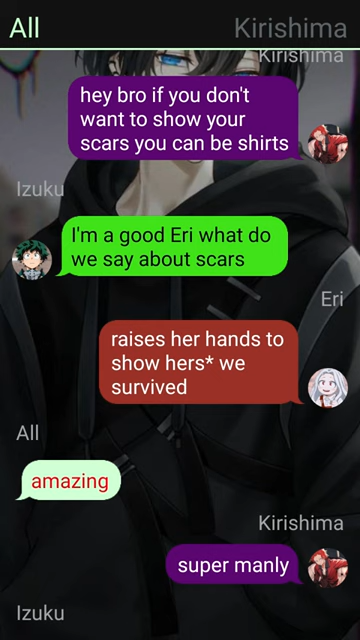 All
Kirishima
Kirishima
hey bro if you don't
want to show your
scars you can be shirts
Izuku
I'm a good Eri what do
we say about scars
Eri
raises her hands to
show hers* we
survived
All
amazing
Kirishima
super manly
Izuku